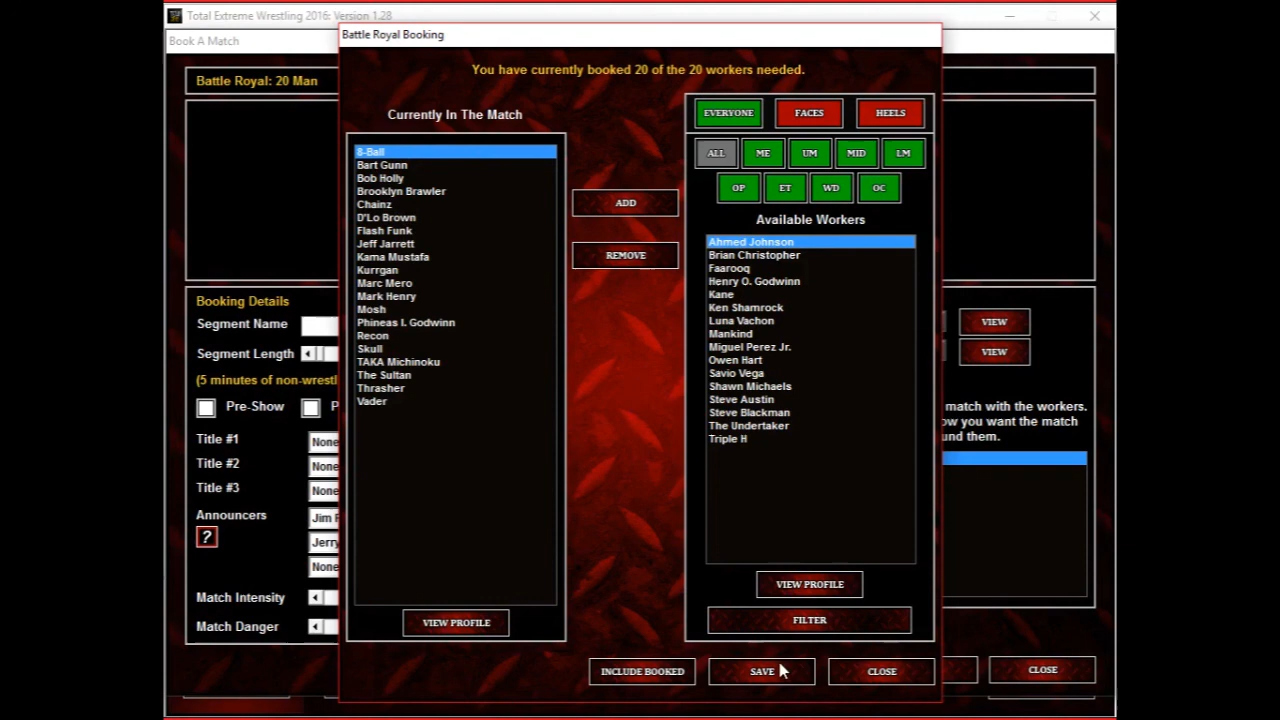 Total Extreme Wrestling 2016: Version 1.28
Book A Match
Battle Royal Booking
Battle Royal: 20 Man
You have currently booked 20 of the 20 workers needed.
Currently In The Match
8-Ball
Bart Gunn
Bob Holly
Brooklyn Brawler
Chainz
D'Lo Brown
Flash Funk
Jeff Jarrett
Kama Mustafa
Kurrgan
Marc Mero
Mark Henry
Mosh
Phineas I. Godwinn
Recon
Skull
TAKA Michinoku
The Sultan
Thrasher
Vader
VIEW PROFILE
ADD
REMOVE
EVERYONE FACES HEELS
ALL ME UM MID LM
OP ET WD OC
Available Workers
Ahmed Johnson
Brian Christopher
Faarooq
Henry O. Godwinn
Kane
Ken Shamrock
Luna Vachon
Mankind
Miguel Perez Jr.
Owen Hart
Savio Vega
Shawn Michaels
Steve Austin
Steve Blackman
The Undertaker
Triple H
VIEW PROFILE
FILTER
INCLUDE BOOKED SAVE CLOSE
Booking Details
Segment Name
Segment Length
(5 minutes of non-wrestl
Pre-Show P
Title #1 None
Title #2 None
Title #3 None
Announcers Jim
?
Jerry
None
Match Intensity
Match Danger
VIEW
VIEW
match with the workers.
ow you want the match
und them.
CLOSE